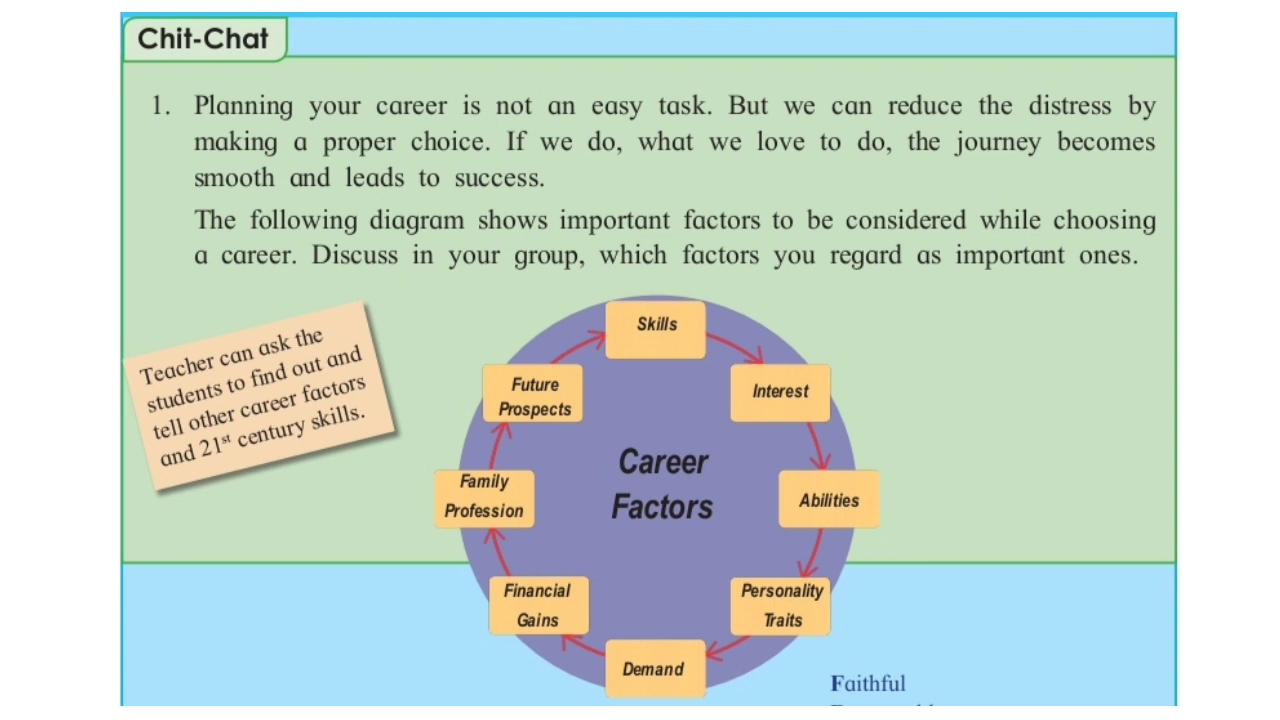 Chit-Chat
1. Planning your career is not an easy task. But we can reduce the distress by
making a proper choice. If we do, what we love to do, the journey becomes
smooth and leads to success.
The following diagram shows important factors to be considered while choosing
a career. Discuss in your group, which factors you regard as important ones.
Teacher can ask the
students to find out and
tell other career factors
and 21st century skills.
Skills
Interest
Abilities
Personality
Traits
Demand
Financial
Gains
Family
Profession
Future
Prospects
Career
Factors
Faithful